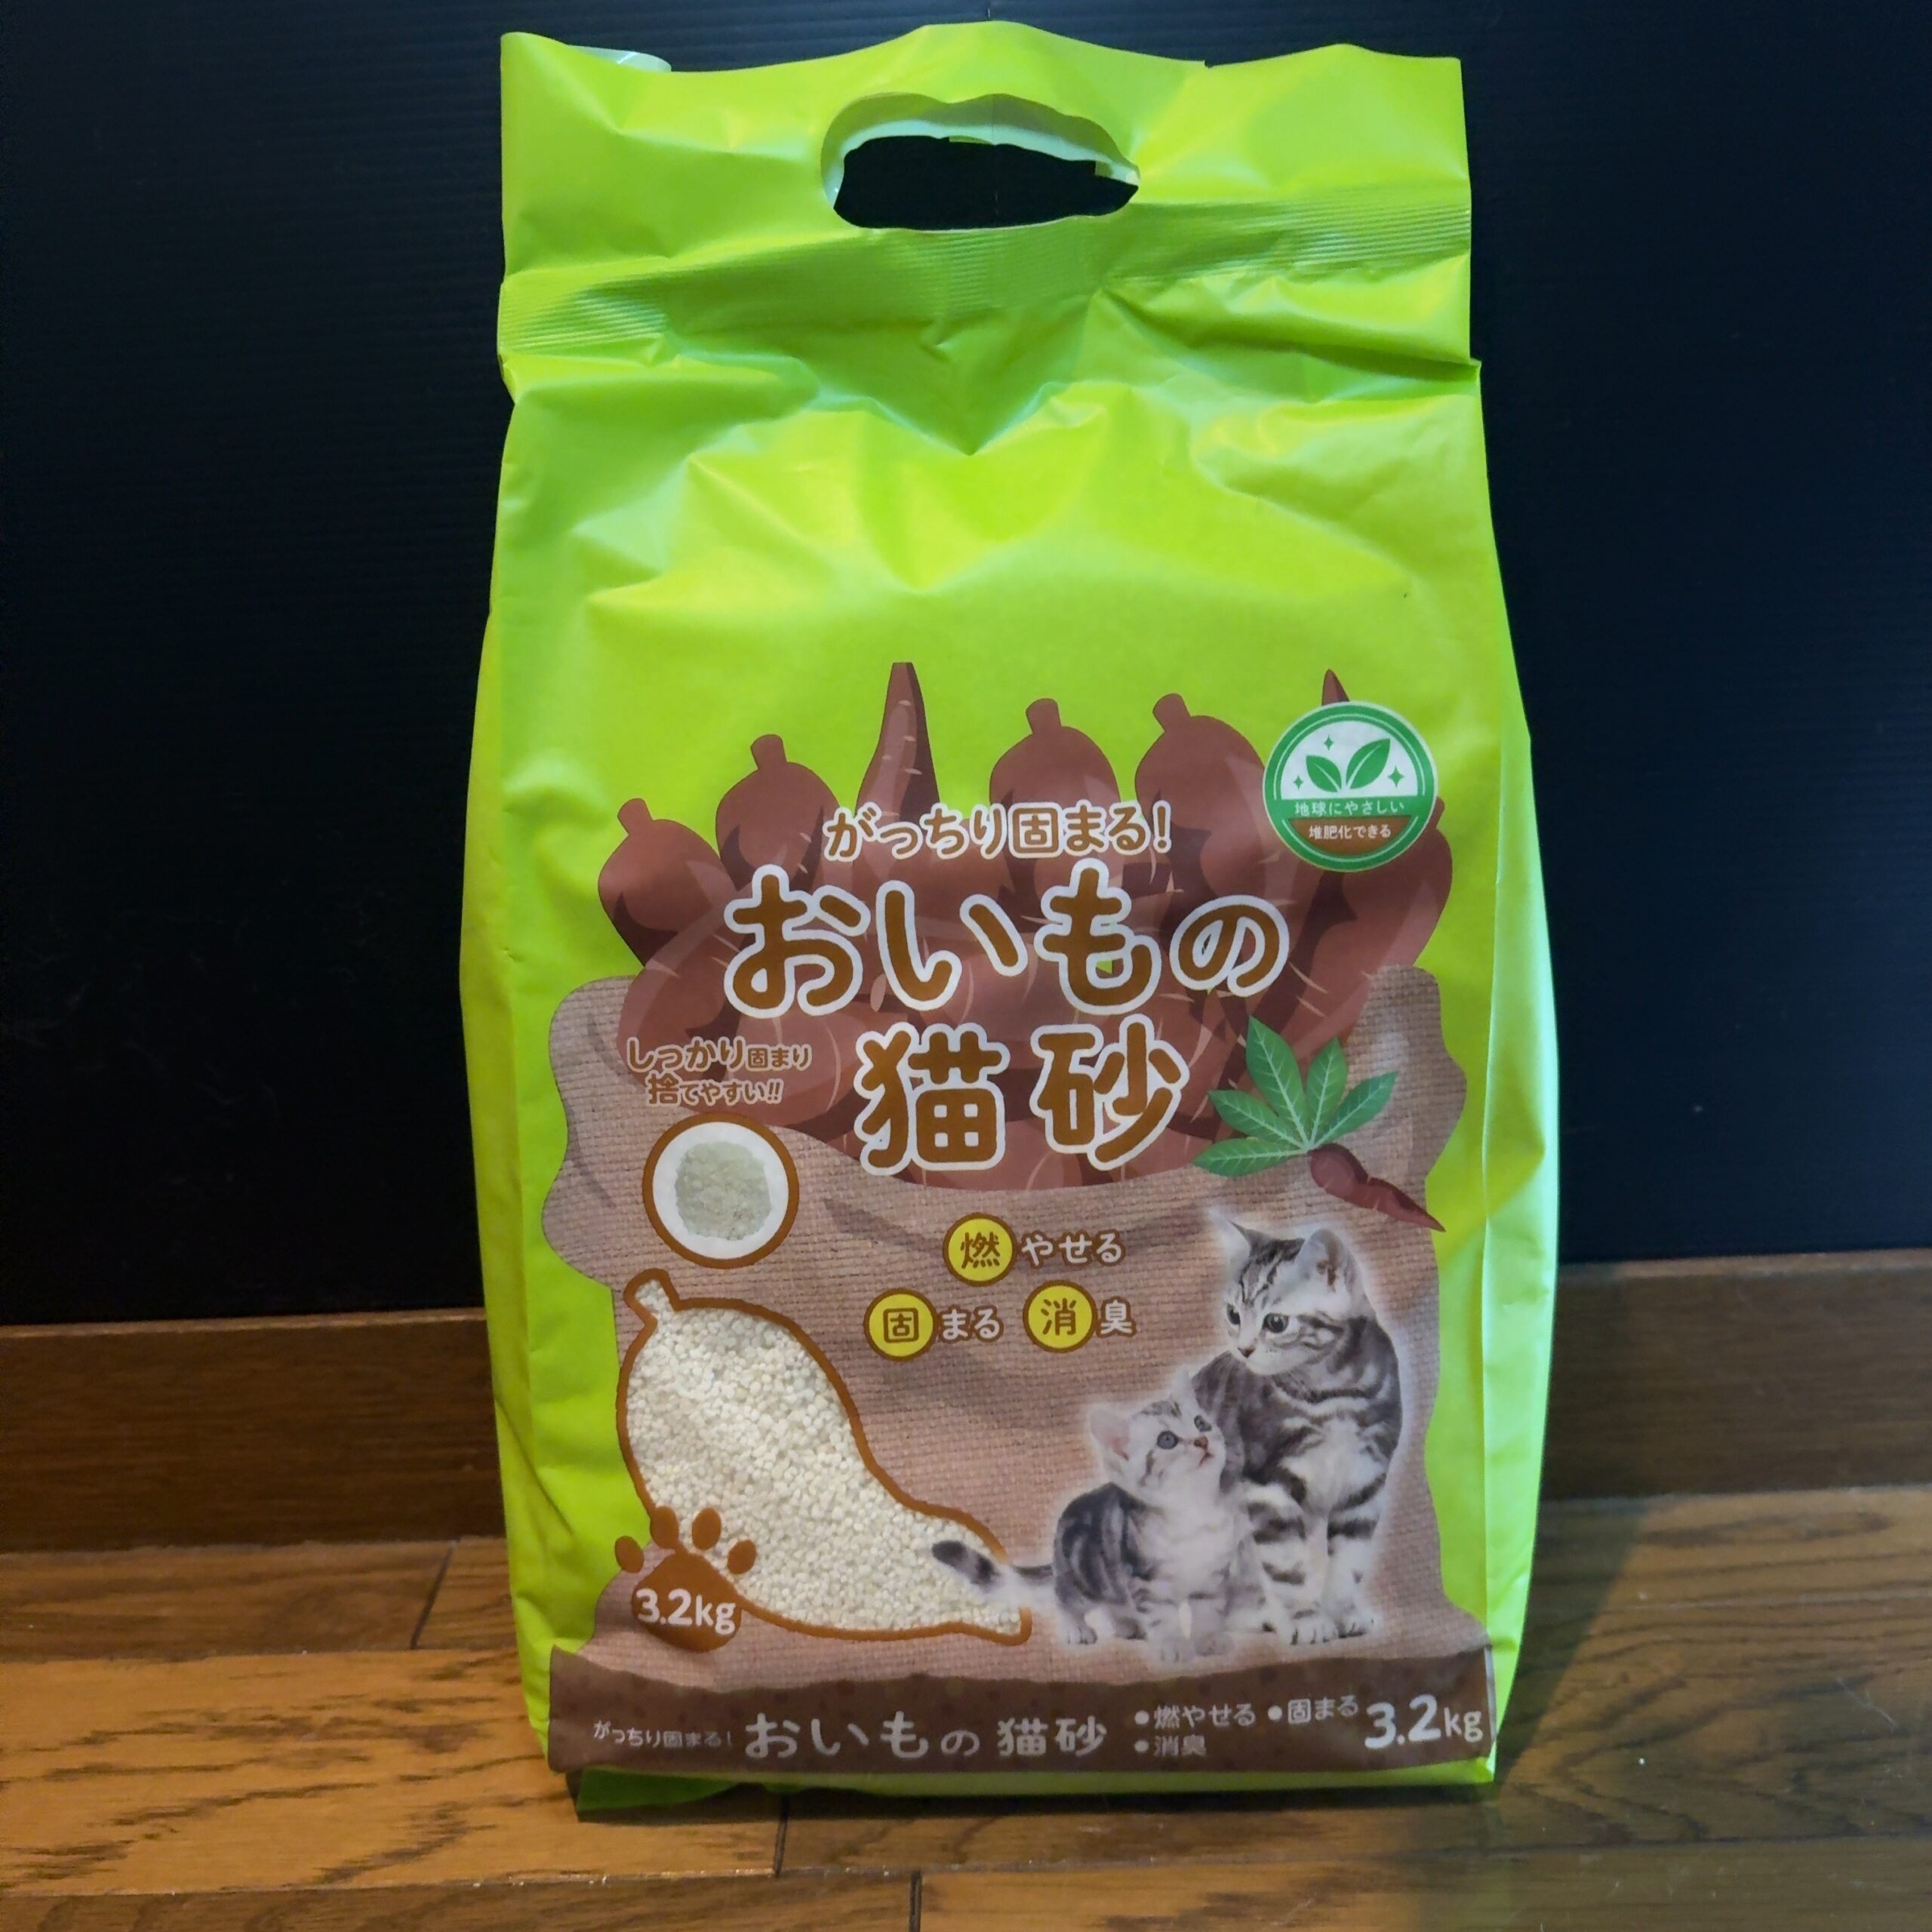 地球にやさしい
堆肥化できる
がっちり固まる!
おいもの
猫砂
しっかり固まり
捨てやすい!!
燃やせる
固まる 消臭
3.2kg
がっちり固まる! おいもの猫砂 ●燃やせる ●固まる 3.2kg
●消臭